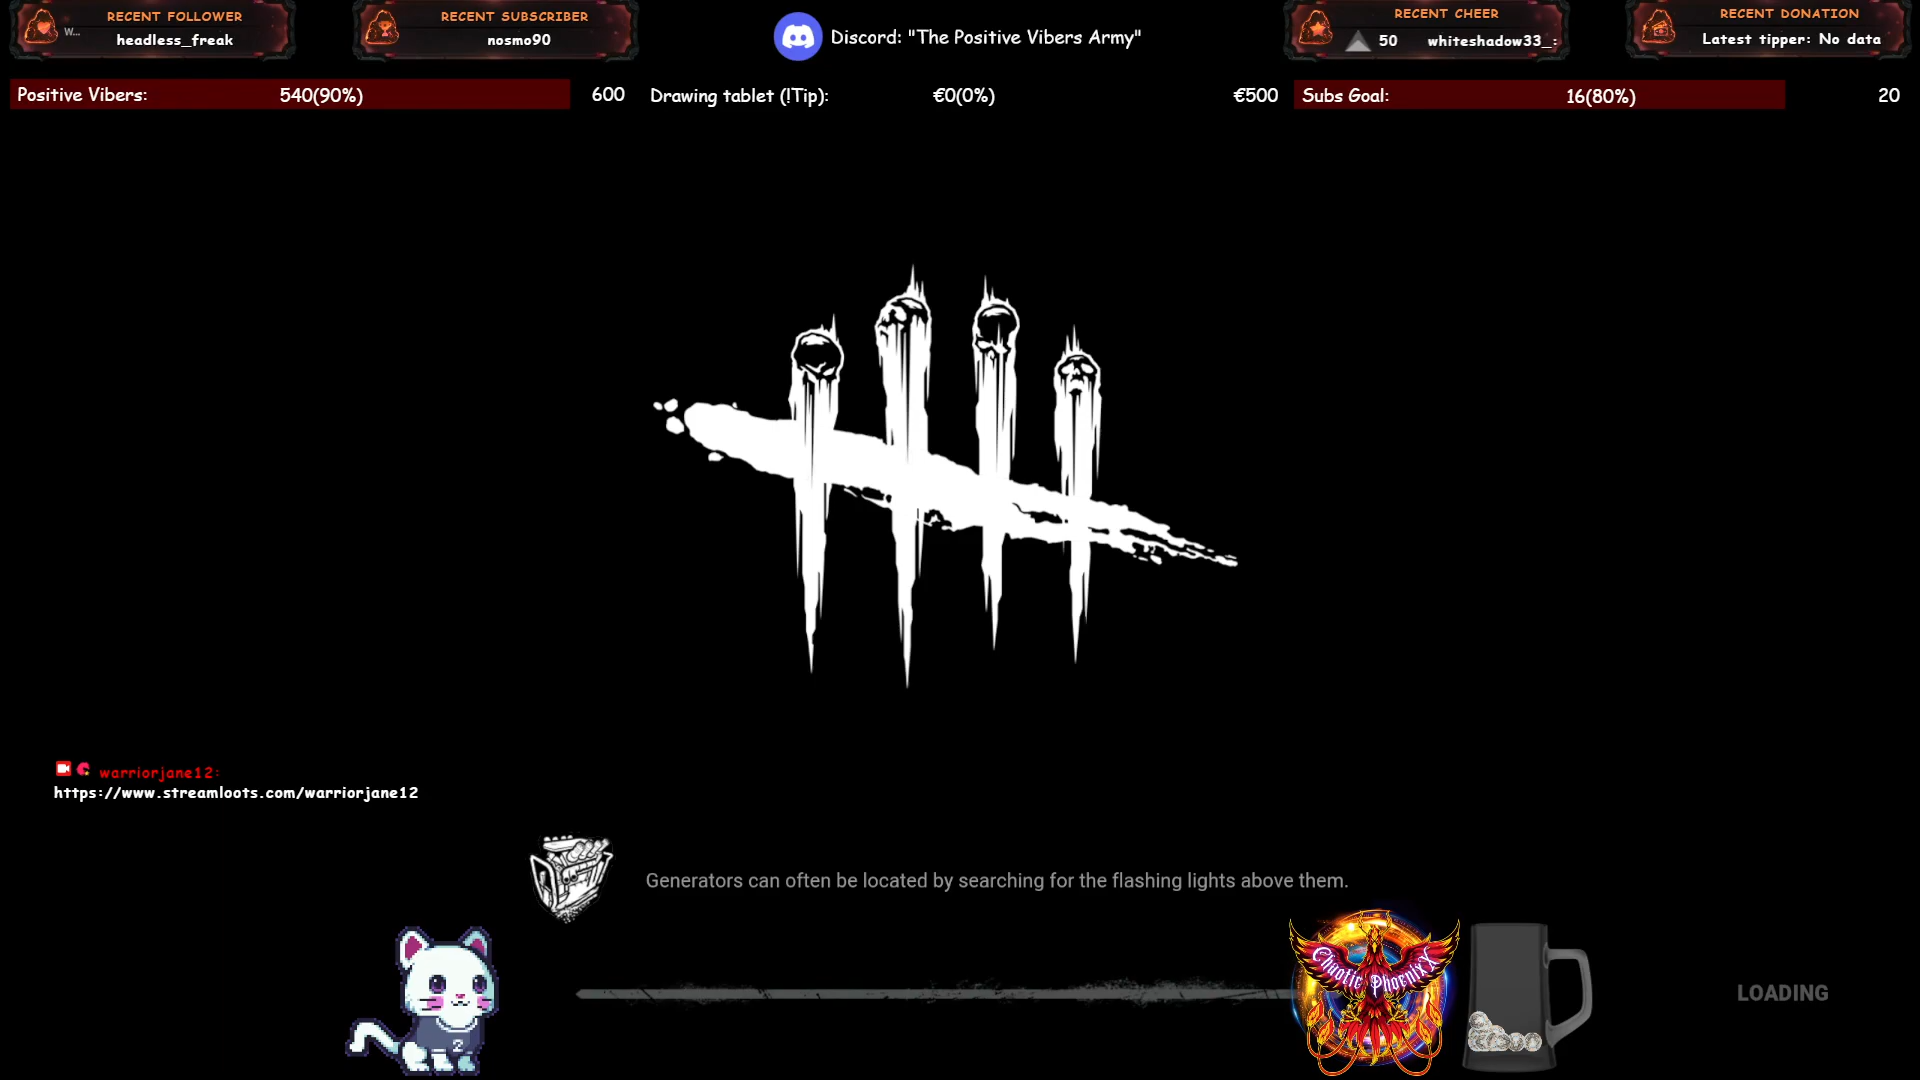 RECENT FOLLOWER
W...
headless_freak
RECENT SUBSCRIBER
nosmo90
Discord: "The Positive Vibers Army"
RECENT CHEER
50 whiteshadow33_:
RECENT DONATION
Latest tipper: No data
Positive Vibers: 540(90%) 600
Drawing tablet (!Tip): €0(0%) €500
Subs Goal: 16(80%) 20
warriorjane12:
https://www.streamloots.com/warriorjane12
Generators can often be located by searching for the flashing lights above them.
2
Chaotic PhoenixX
LOADING